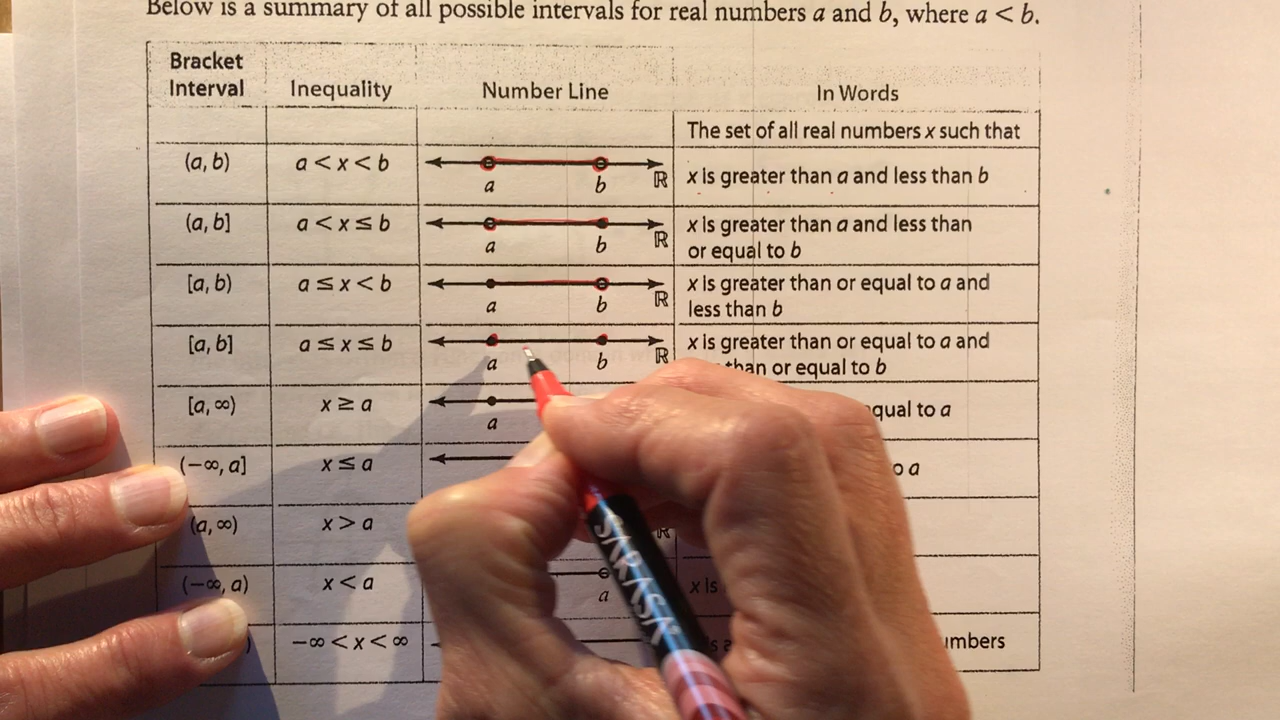 Below is a summary of all possible intervals for real numbers a and b, where a < b.
Bracket Interval Inequality Number Line In Words
The set of all real numbers x such that
(a, b) a < x < b a b ℝ x is greater than a and less than b
(a, b] a < x ≤ b a b ℝ x is greater than a and less than
or equal to b
[a, b) a ≤ x < b a b ℝ x is greater than or equal to a and
less than b
[a, b] a ≤ x ≤ b a b ℝ x is greater than or equal to a and
than or equal to b
[a, ∞) x ≥ a a equal to a
(−∞, a] x ≤ a a
(a, ∞) x > a ℝ
(−∞, a) x < a a x is
−∞ < x < ∞
SARASA